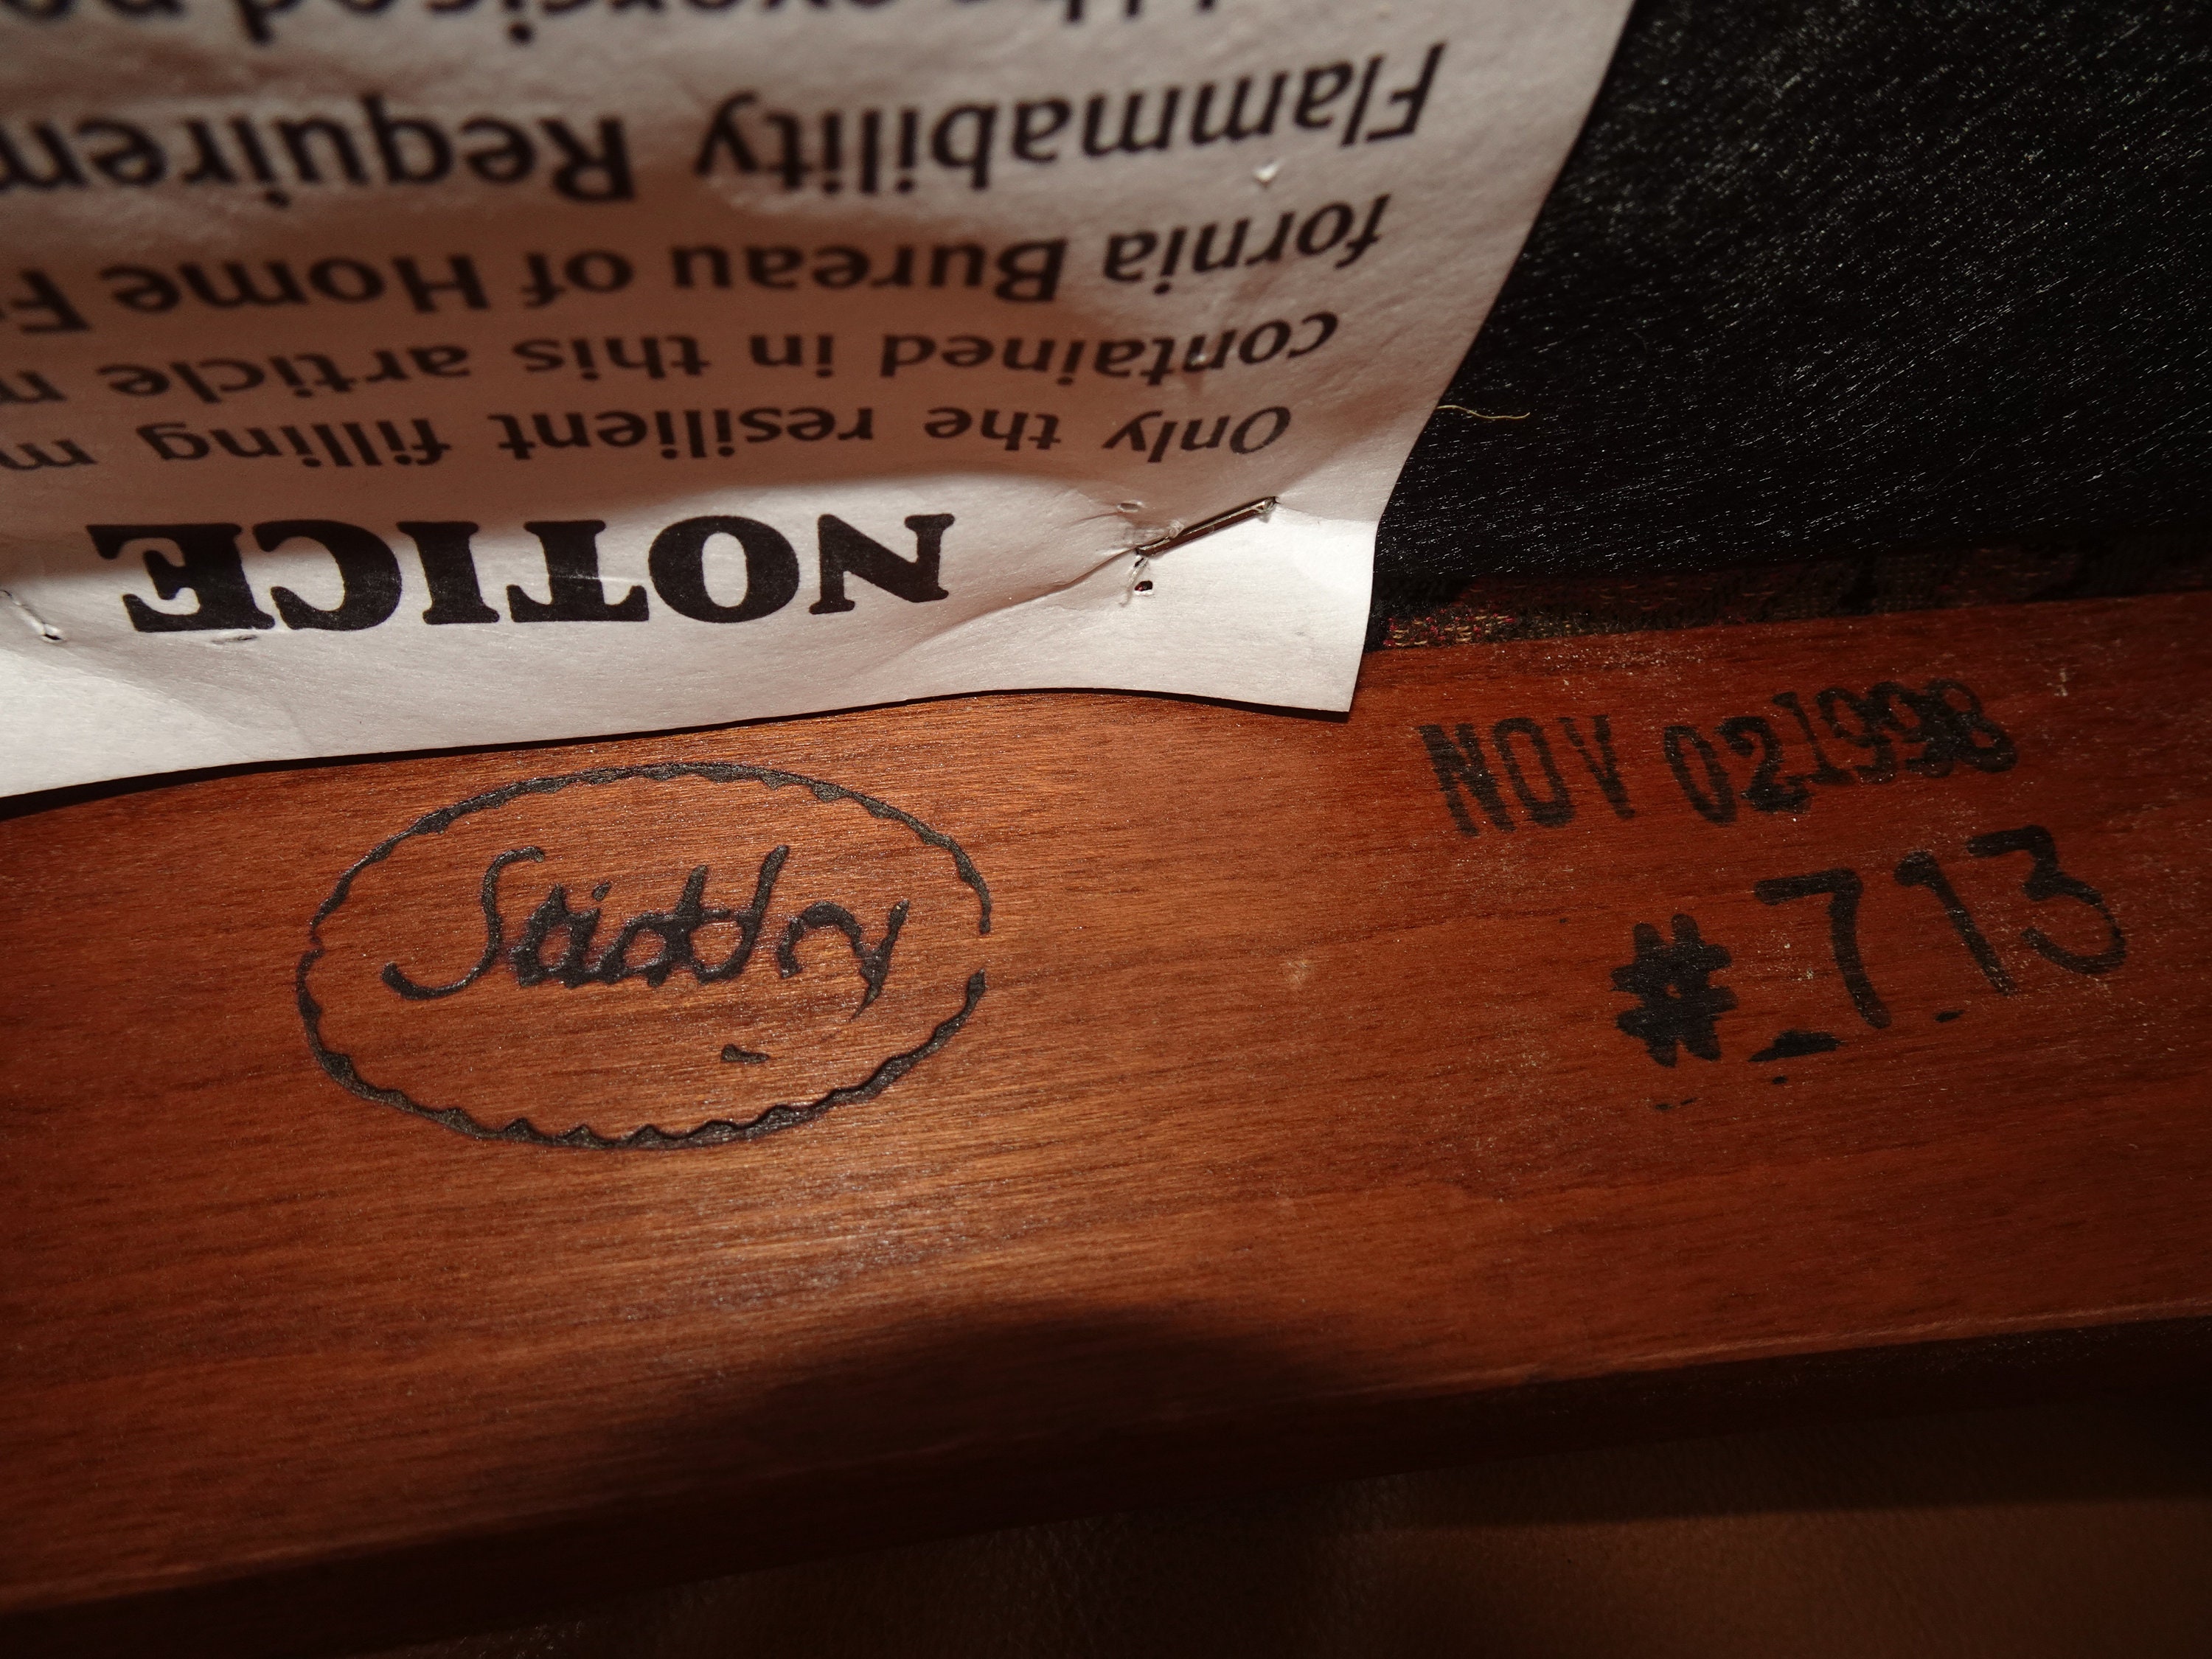 NOTICE
Only the resilient filling m
contained in this article m
fornia Bureau of Home F
Flammability Requirem
Stickley
NOV 02 1998
# 713